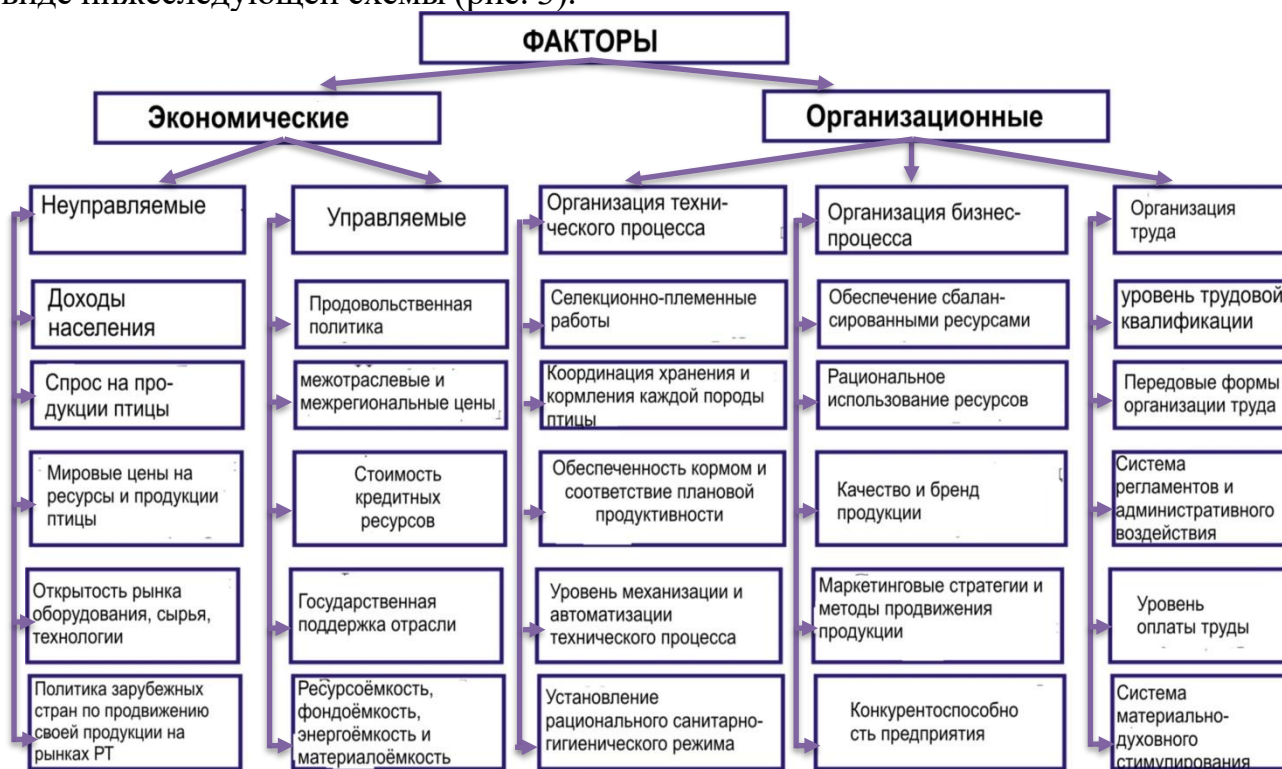 виде нижеследующей схемы (рис. 3).
ФАКТОРЫ
Экономические
Организационные
Неуправляемые
Управляемые
Организация техни-
ческого процесса
Организация бизнес-
процесса
Организация
труда
Доходы
населения
Продовольственная
политика
Селекционно-племенные
работы
Обеспечение сбалан-
сированными ресурсами
уровень трудовой
квалификации
Спрос на про-
дукции птицы
межотраслевые и
межрегиональные цены
Координация хранения и
кормления каждой породы
птицы
Рациональное
использование ресурсов
Передовые формы
организации труда
Мировые цены на
ресурсы и продукции
птицы
Стоимость
кредитных
ресурсов
Обеспеченность кормом и
соответствие плановой
продуктивности
Качество и бренд
продукции
Система
регламентов и
административного
воздействия
Открытость рынка
оборудования, сырья,
технологии
Государственная
поддержка отрасли
Уровень механизации и
автоматизации
технического процесса
Маркетинговые стратегии и
методы продвижения
продукции
Уровень
оплаты труды
Политика зарубежных
стран по продвижению
своей продукции на
рынках РТ
Ресурсоёмкость,
фондоёмкость,
энергоёмкость и
материалоёмкость
Установление
рационального санитарно-
гигиенического режима
Конкурентоспособно
сть предприятия
Система
материально-
духовного
стимулирования